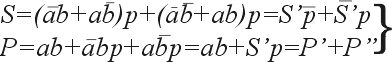 S=(āb+ab̄)p+(āb̄+ab)p=S’p̄+S̄’p}
P=ab+ābp+ab̄p=ab+S’p=P’+P”